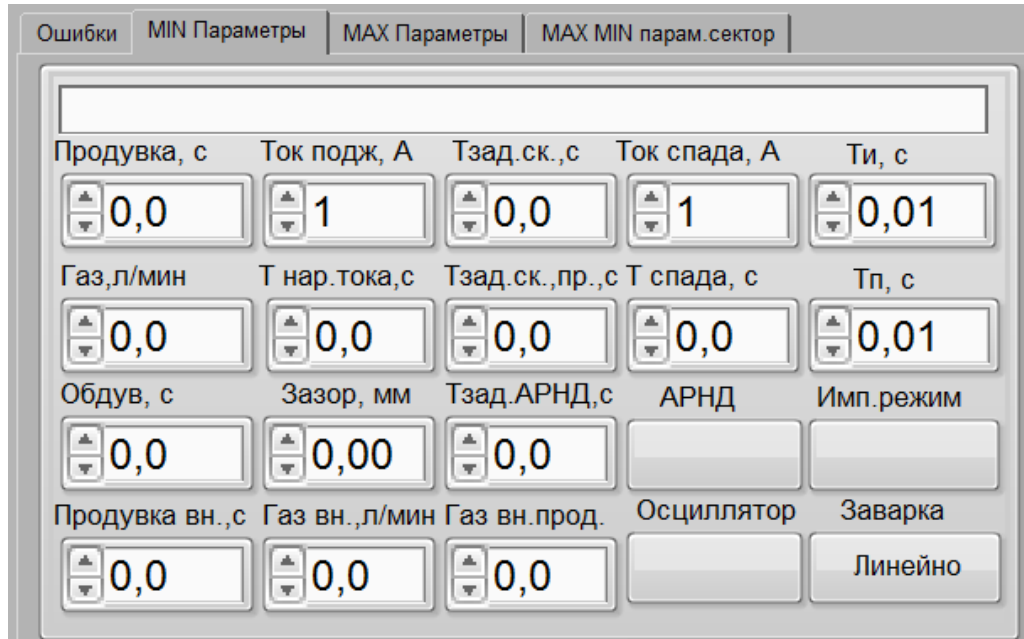 Ошибки MIN Параметры MAX Параметры MAX MIN парам.сектор
Продувка, с Ток подж, А Тзад.ск.,с Ток спада, А Ти, с
0,0 1 0,0 1 0,01
Газ,л/мин Т нар.тока,с Тзад.ск.,пр.,с Т спада, с Тп, с
0,0 0,0 0,0 0,0 0,01
Обдув, с Зазор, мм Тзад.АРНД,с АРНД Имп.режим
0,0 0,00 0,0
Продувка вн.,с Газ вн.,л/мин Газ вн.прод. Осциллятор Заварка
0,0 0,0 0,0 Линейно